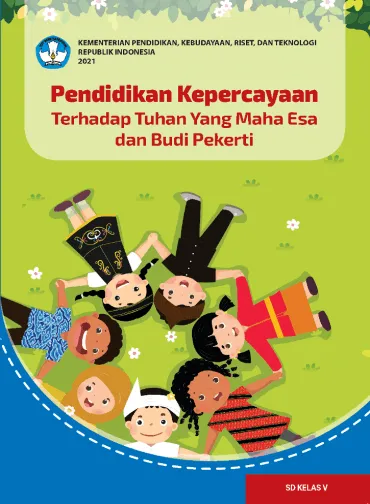 KEMENTERIAN PENDIDIKAN, KEBUDAYAAN, RISET, DAN TEKNOLOGI
REPUBLIK INDONESIA
2021
Pendidikan Kepercayaan
Terhadap Tuhan Yang Maha Esa
dan Budi Pekerti
SD KELAS V